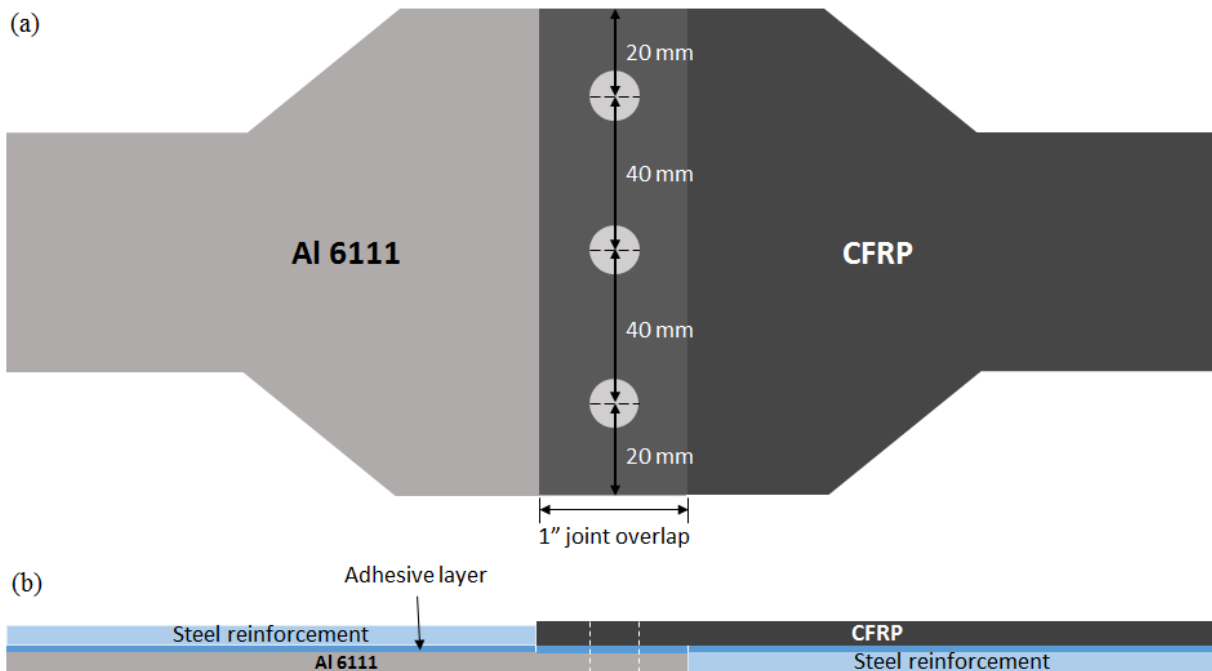 (a)
20 mm
40 mm
Al 6111
CFRP
40 mm
20 mm
1” joint overlap
(b)
Adhesive layer
Steel reinforcement
CFRP
Al 6111
Steel reinforcement